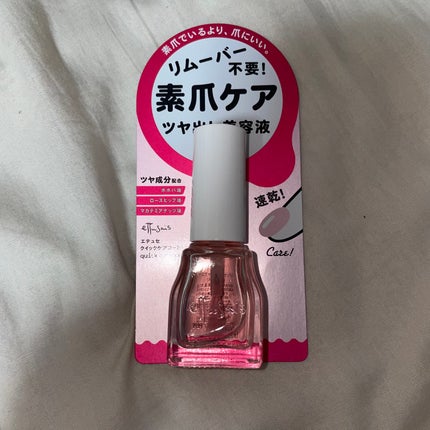 素爪でいるより、爪にいい。
リムーバー
不要!
素爪ケア
ツヤ出し美容液
ツヤ成分配合
ホホバ油
ローズヒップ油
マカデミアナッツ油
速乾!
ettusais
エテュセ
クイックケアコート
quick
Care!